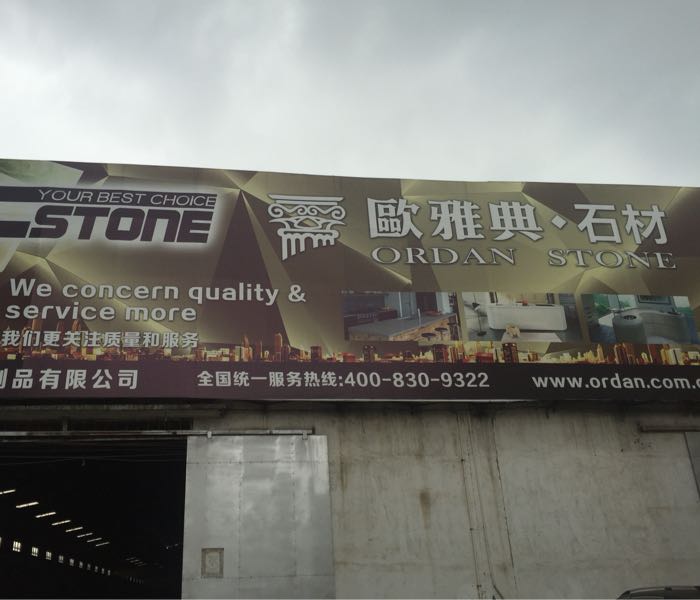 YOUR BEST CHOICE
STONE
We concern quality &
service more
我们更关注质量和服务
歐雅典·石材
ORDAN STONE
制品有限公司
全国统一服务热线:400-830-9322
www.ordan.com.c